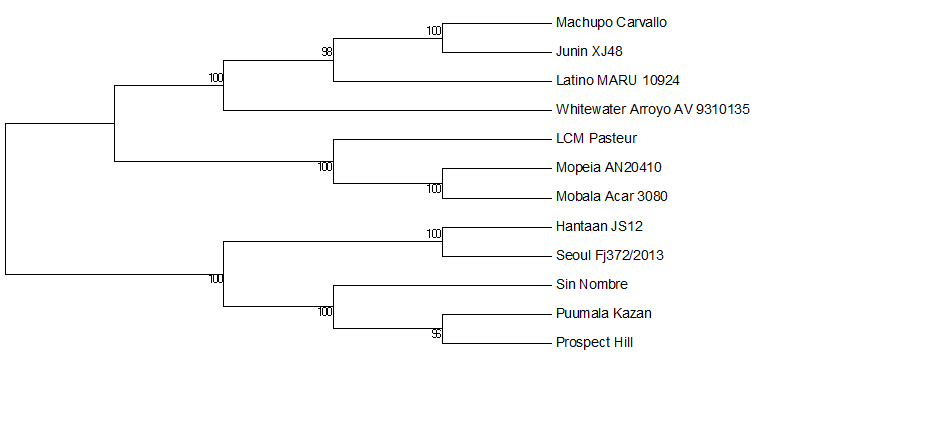 Machupo Carvallo
100
Junin XJ48
98
Latino MARU 10924
100
Whitewater Arroyo AV 9310135
LCM Pasteur
100
Mopeia AN20410
100
Mobala Acar 3080
Hantaan JS12
100
Seoul Fj372/2013
100
Sin Nombre
100
Puumala Kazan
96
Prospect Hill